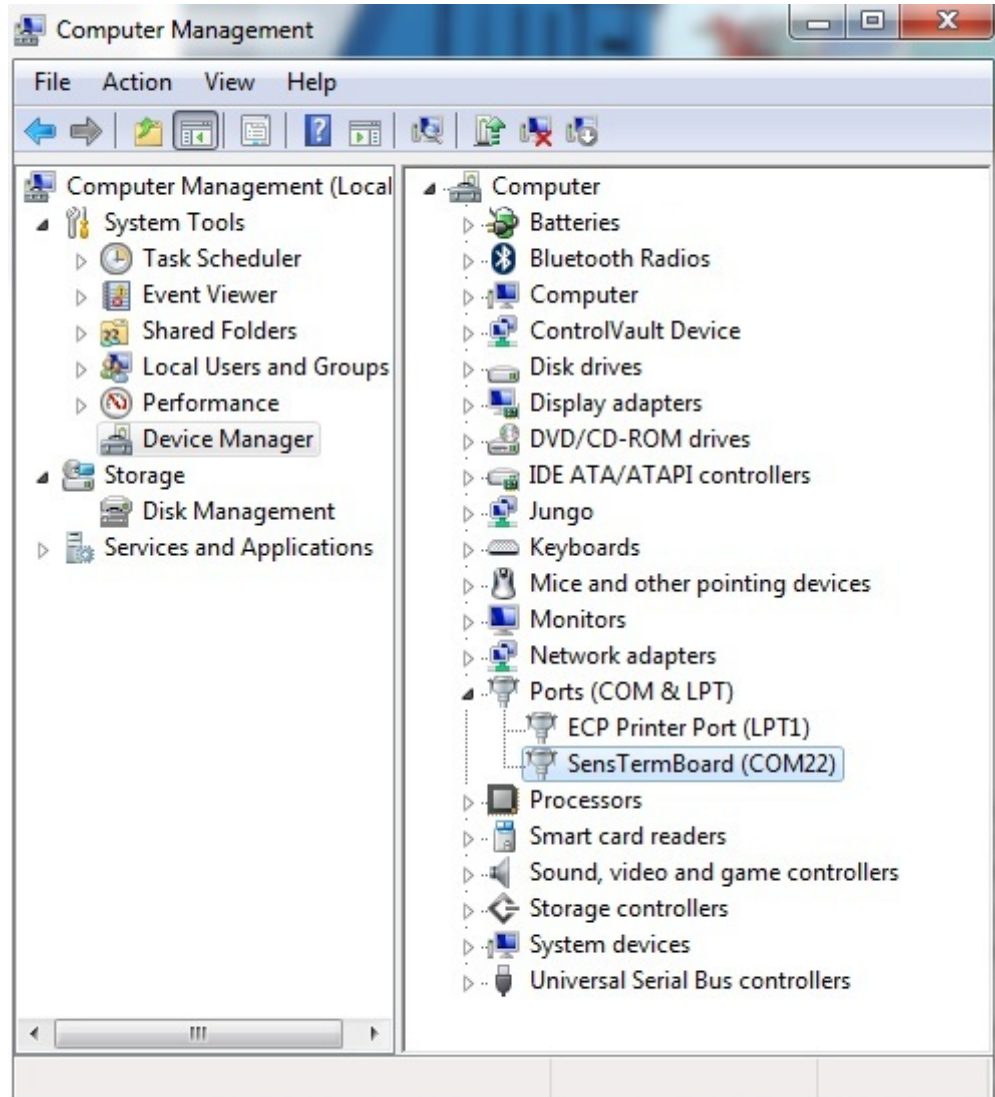 Computer Management
File Action View Help
Computer Management (Local
System Tools
Task Scheduler
Event Viewer
Shared Folders
Local Users and Groups
Performance
Device Manager
Storage
Disk Management
Services and Applications
Computer
Batteries
Bluetooth Radios
Computer
ControlVault Device
Disk drives
Display adapters
DVD/CD-ROM drives
IDE ATA/ATAPI controllers
Jungo
Keyboards
Mice and other pointing devices
Monitors
Network adapters
Ports (COM & LPT)
ECP Printer Port (LPT1)
SensTermBoard (COM22)
Processors
Smart card readers
Sound, video and game controllers
Storage controllers
System devices
Universal Serial Bus controllers